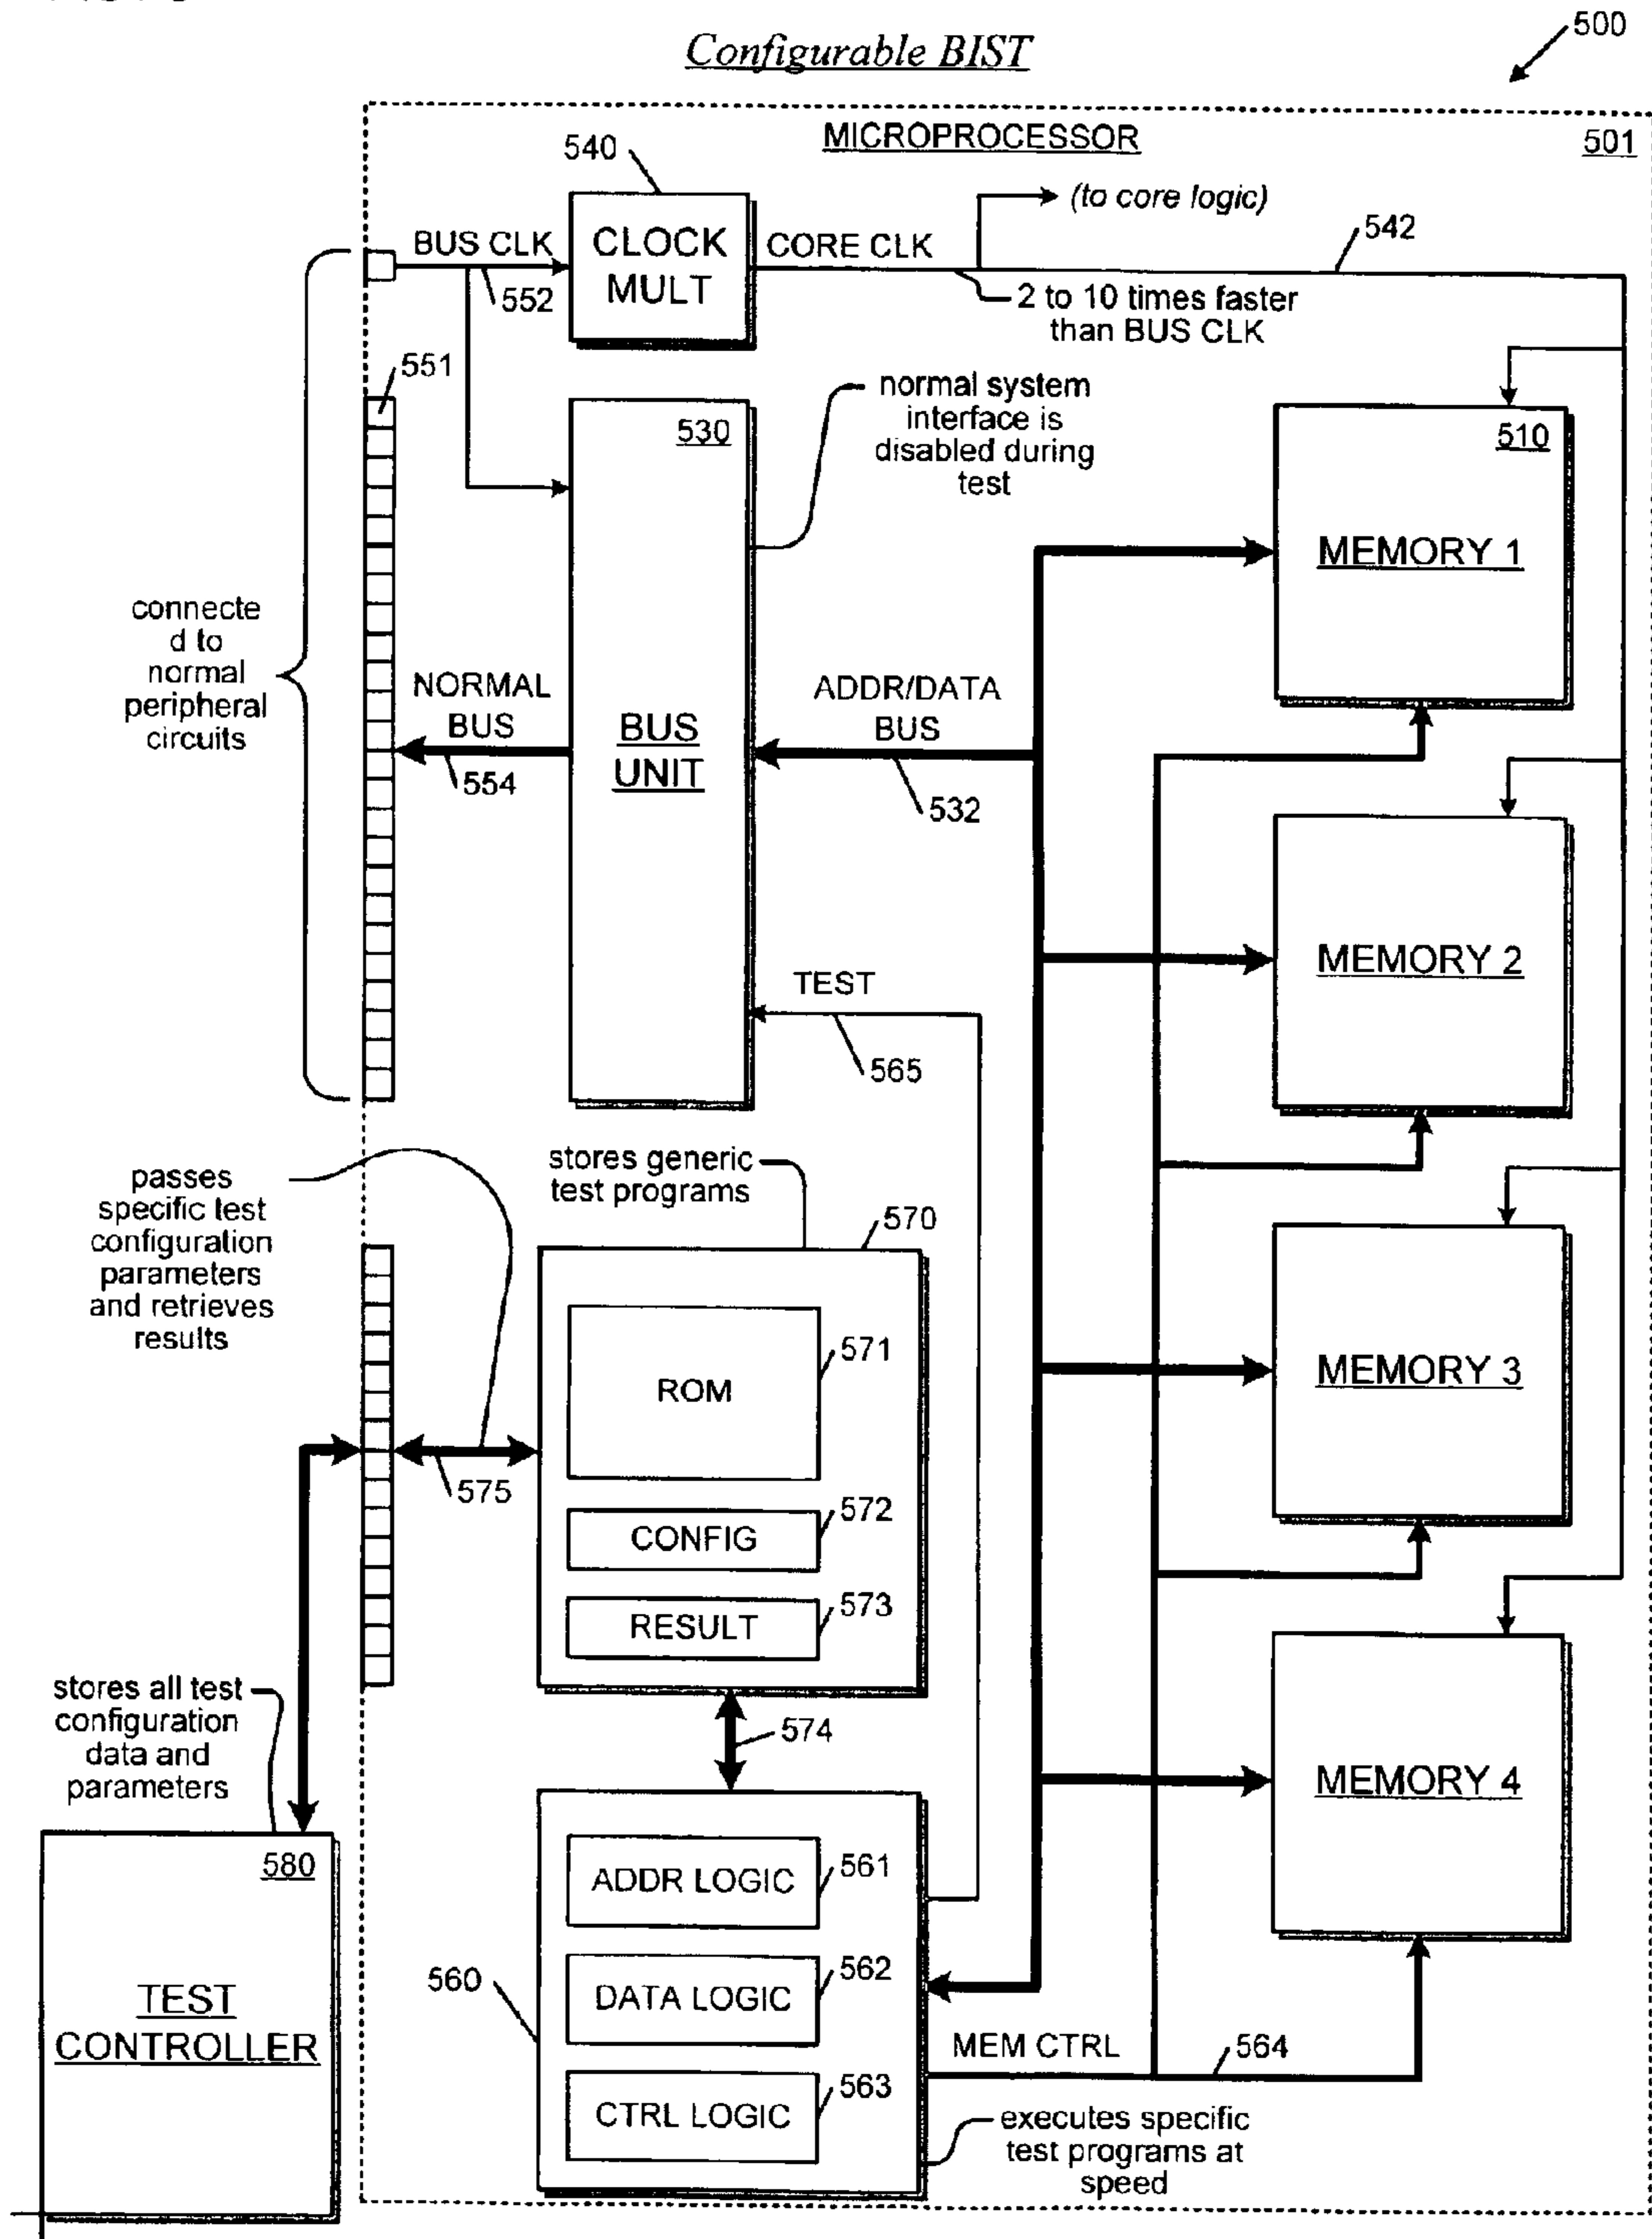 Configurable BIST
500
MICROPROCESSOR
501
540
(to core logic)
BUS CLK
CLOCK
MULT
CORE CLK
542
552
2 to 10 times faster
than BUS CLK
551
530
normal system
interface is
disabled during
test
510
MEMORY 1
connecte
d to
normal
peripheral
circuits
NORMAL
BUS
554
BUS
UNIT
ADDR/DATA
BUS
532
MEMORY 2
TEST
565
passes
specific test
configuration
parameters
and retrieves
results
stores generic
test programs
570
571
ROM
MEMORY 3
575
572
CONFIG
573
RESULT
stores all test
configuration
data and
parameters
574
MEMORY 4
580
TEST
CONTROLLER
560
ADDR LOGIC
561
DATA LOGIC
562
CTRL LOGIC
563
MEM CTRL
564
executes specific
test programs at
speed